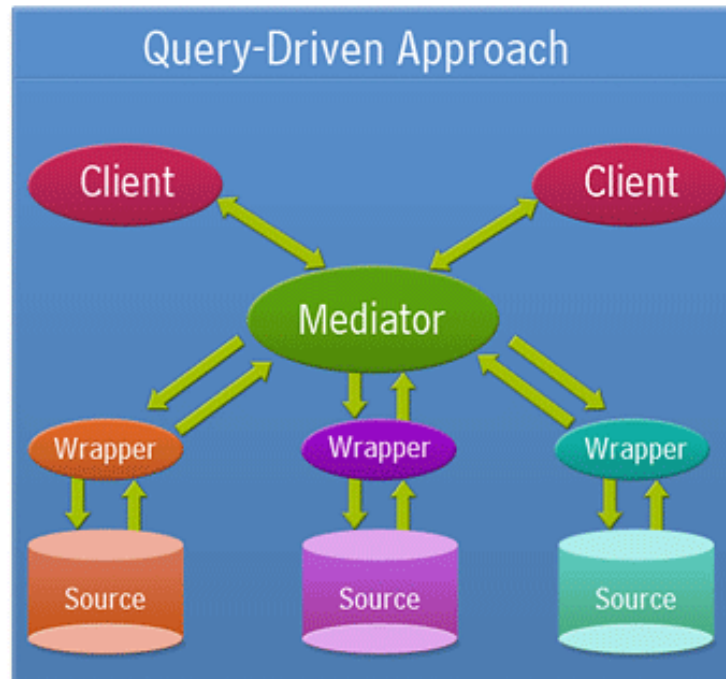 Query-Driven Approach
Client
Client
Mediator
Wrapper
Wrapper
Wrapper
Source
Source
Source